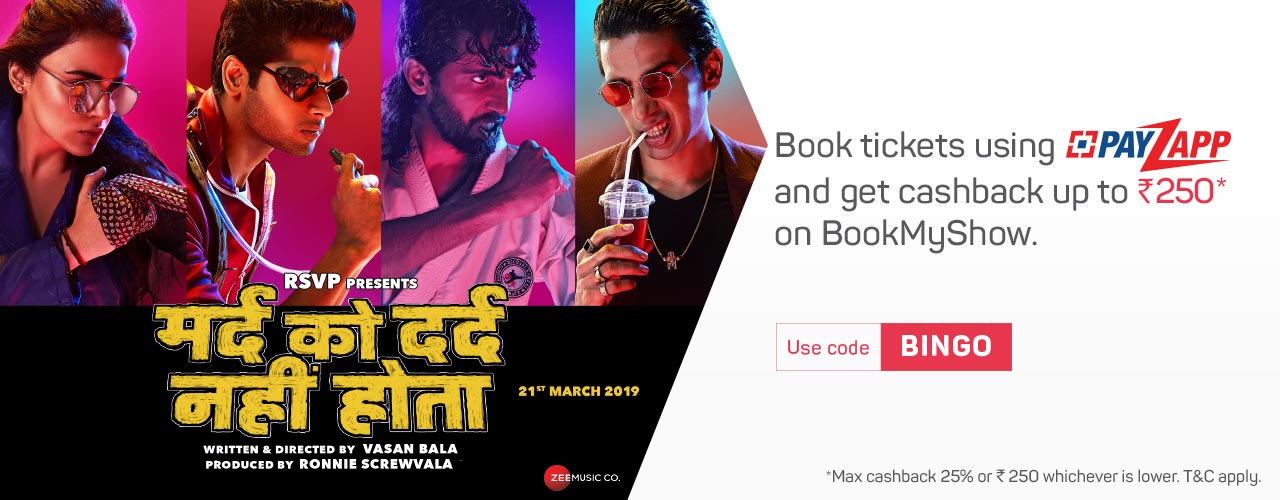 RSVP PRESENTS
मर्द को दर्द
नहीं होता
21ST MARCH 2019
WRITTEN & DIRECTED BY VASAN BALA
PRODUCED BY RONNIE SCREWVALA
ZEEMUSIC CO.
Book tickets using PAYZAPP
and get cashback up to ₹250*
on BookMyShow.
Use code BINGO
*Max cashback 25% or ₹ 250 whichever is lower. T&C apply.